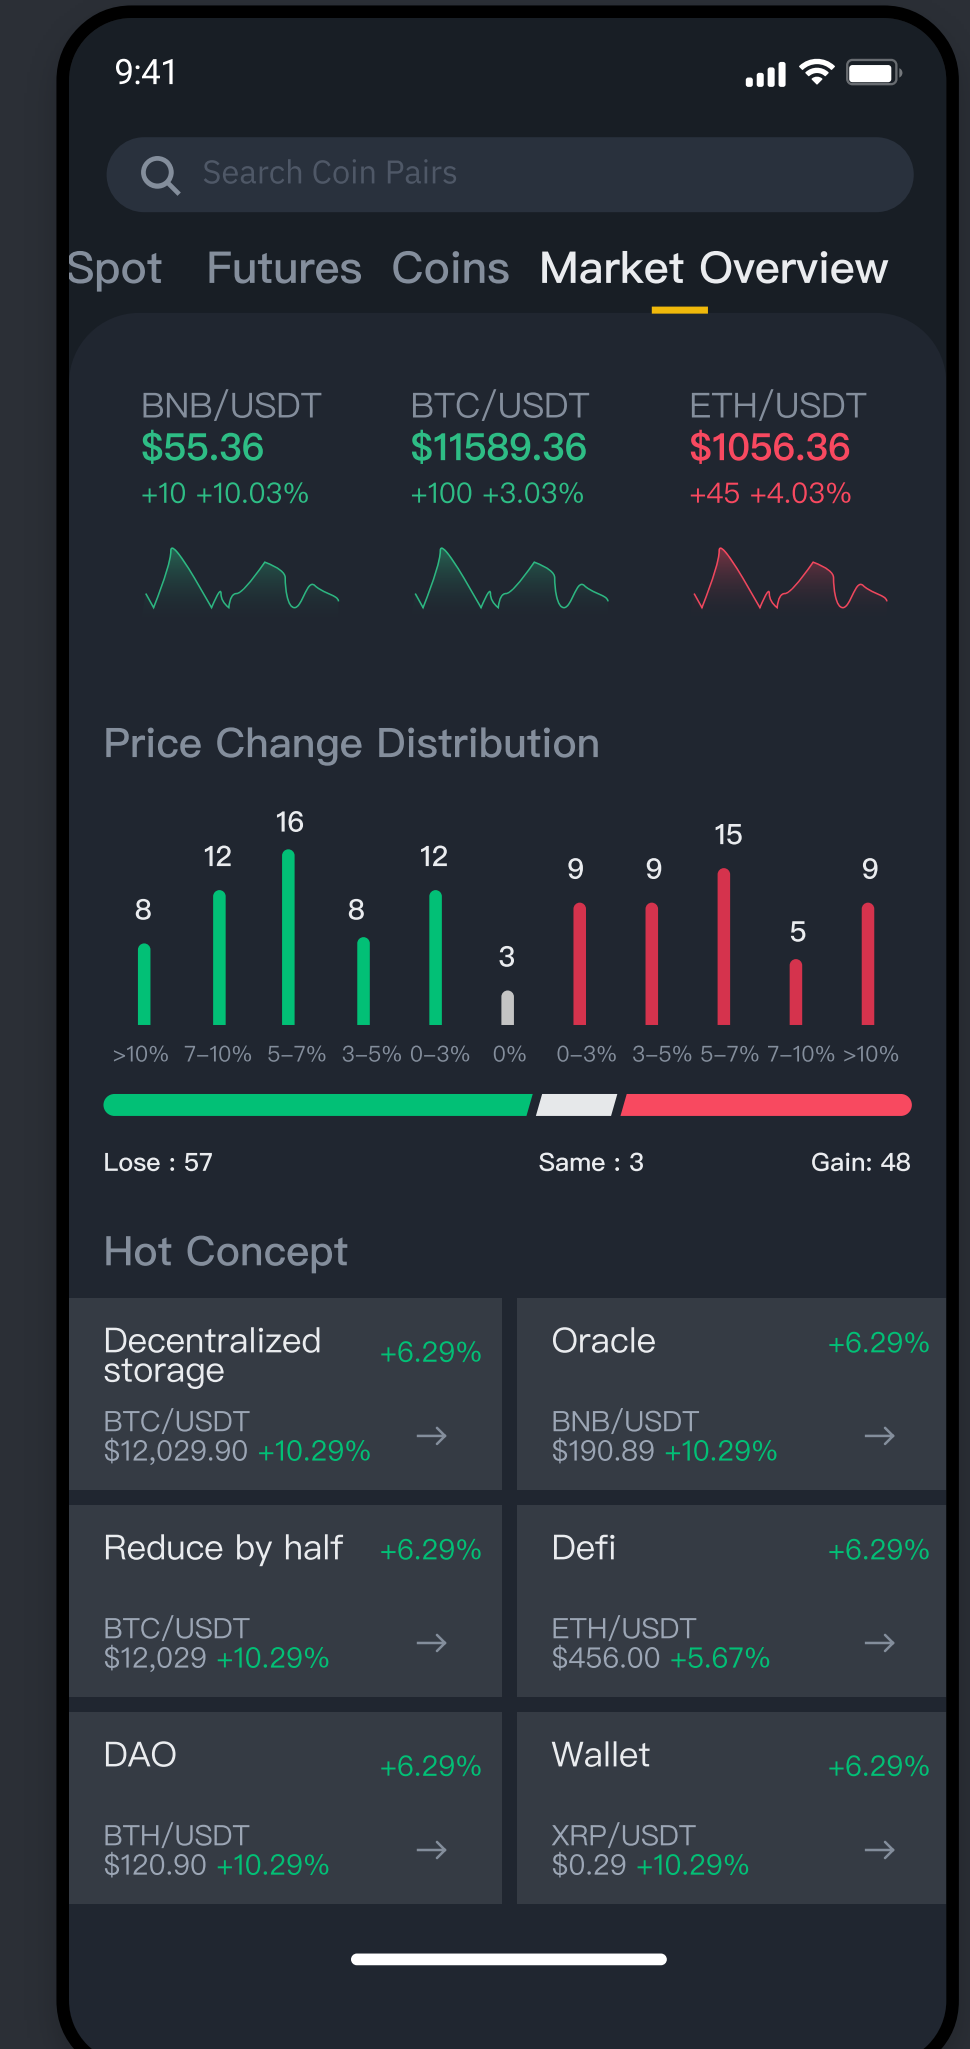 9:41
Search Coin Pairs
Spot Futures Coins Market Overview
BNB/USDT BTC/USDT ETH/USDT
$55.36 $11589.36 $1056.36
+10 +10.03% +100 +3.03% +45 +4.03%
Price Change Distribution
8 12 16 8 12 3 9 9 15 5 9
>10% 7–10% 5–7% 3–5% 0–3% 0% 0–3% 3–5% 5–7% 7–10% >10%
Lose : 57 Same : 3 Gain: 48
Hot Concept
Decentralized
storage
+6.29%
BTC/USDT
$12,029.90 +10.29%
Oracle +6.29%
BNB/USDT
$190.89 +10.29%
Reduce by half +6.29%
BTC/USDT
$12,029 +10.29%
Defi +6.29%
ETH/USDT
$456.00 +5.67%
DAO +6.29%
BTH/USDT
$120.90 +10.29%
Wallet +6.29%
XRP/USDT
$0.29 +10.29%